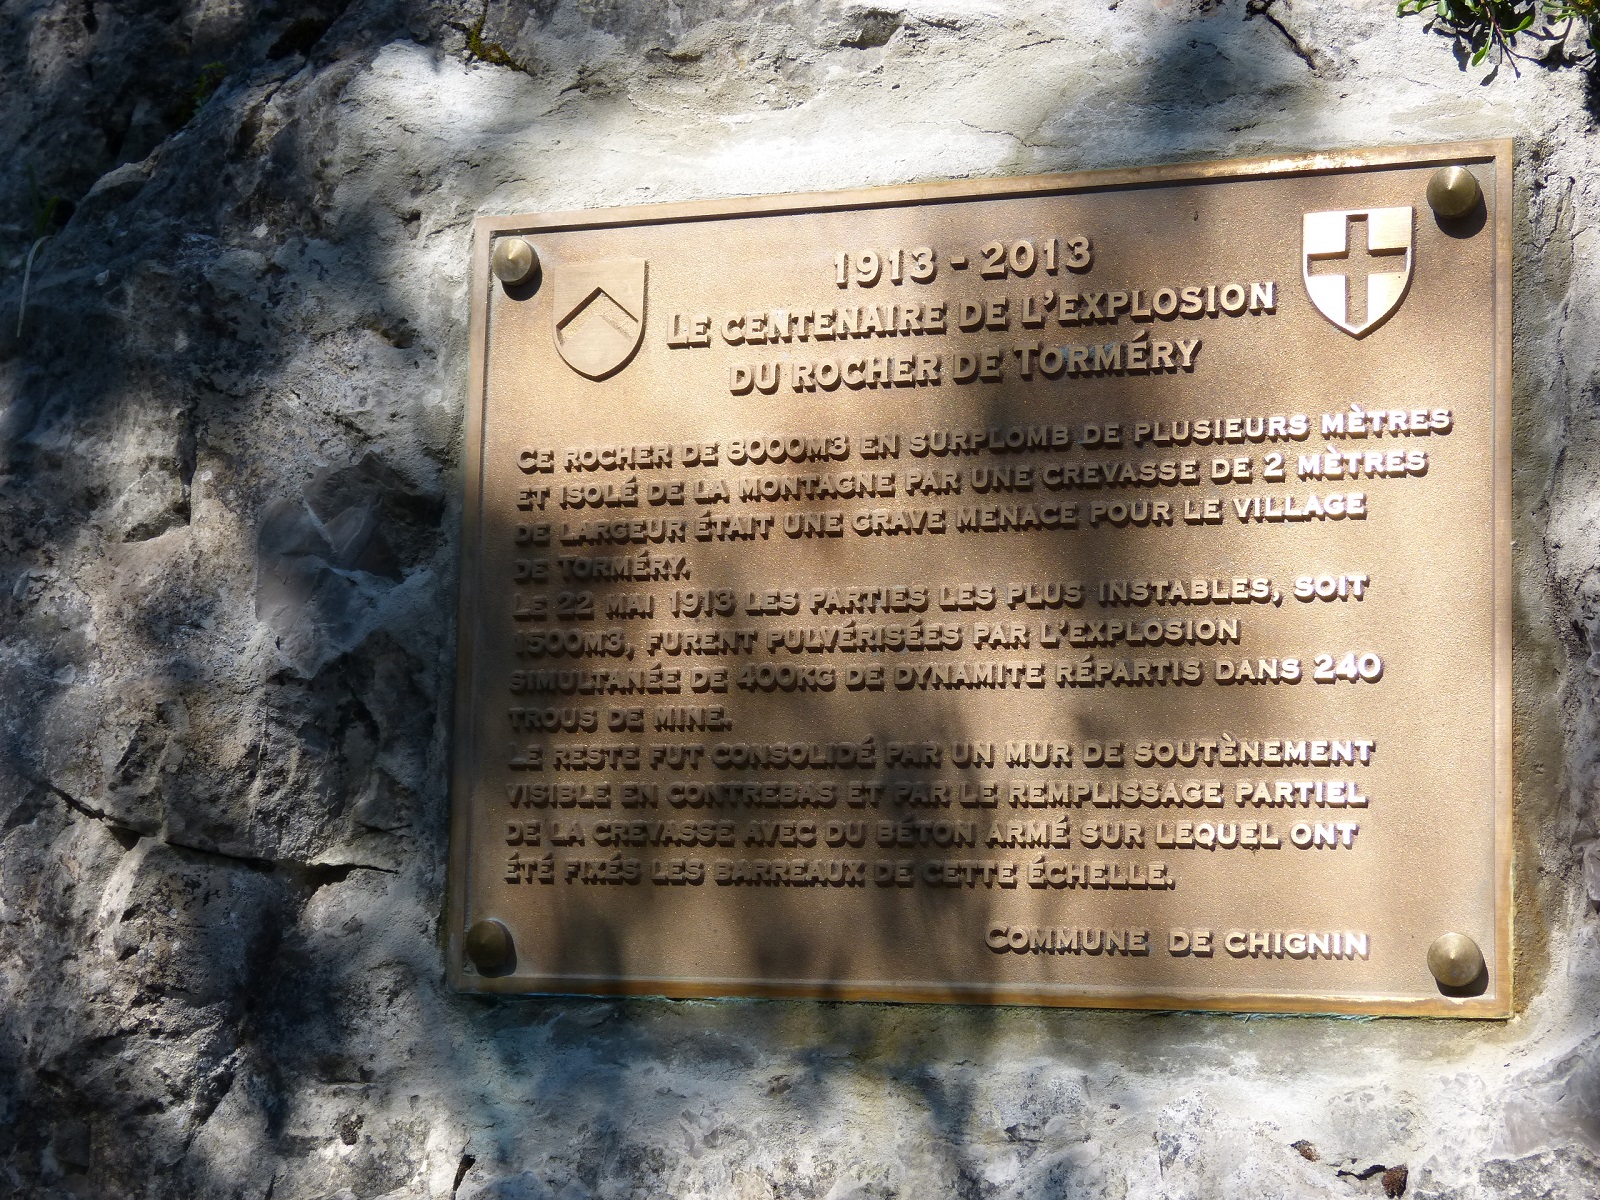 1913 - 2013
LE CENTENAIRE DE L'EXPLOSION
DU ROCHER DE TORMÉRY
CE ROCHER DE 8000M3 EN SURPLOMB DE PLUSIEURS MÈTRES
ET ISOLÉ DE LA MONTAGNE PAR UNE CREVASSE DE 2 MÈTRES
DE LARGEUR ÉTAIT UNE GRAVE MENACE POUR LE VILLAGE
DE TORMÉRY.
LE 22 MAI 1913 LES PARTIES LES PLUS INSTABLES, SOIT
1500M3, FURENT PULVÉRISÉES PAR L'EXPLOSION
SIMULTANÉE DE 400KG DE DYNAMITE RÉPARTIS DANS 240
TROUS DE MINE.
LE RESTE FUT CONSOLIDÉ PAR UN MUR DE SOUTÈNEMENT
VISIBLE EN CONTREBAS ET PAR LE REMPLISSAGE PARTIEL
DE LA CREVASSE AVEC DU BÉTON ARMÉ SUR LEQUEL ONT
ÉTÉ FIXÉS LES BARREAUX DE CETTE ÉCHELLE.
COMMUNE DE CHIGNIN